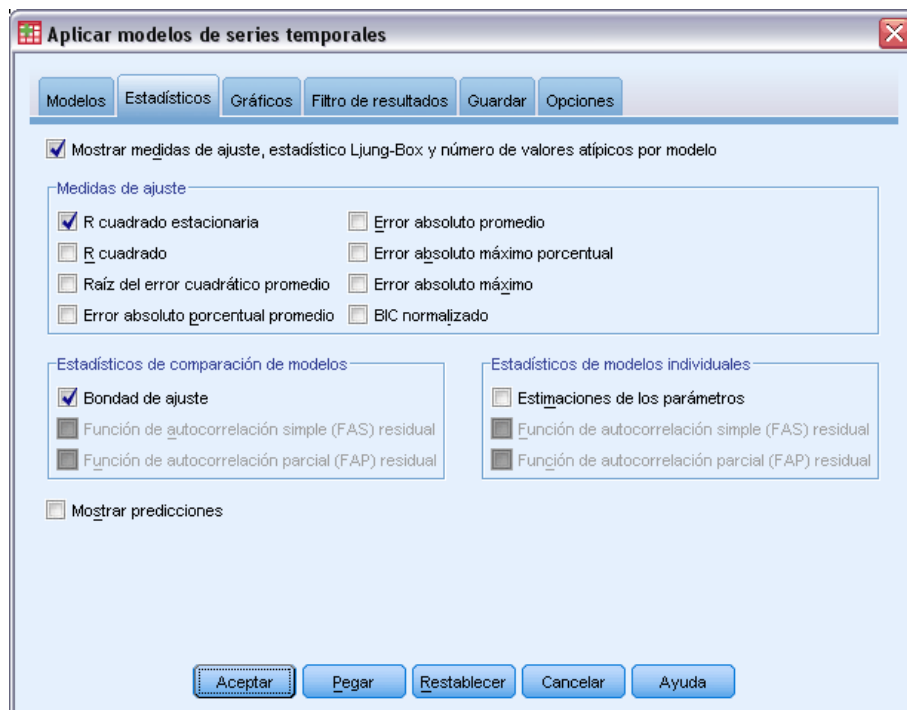 Aplicar modelos de series temporales
Modelos Estadísticos Gráficos Filtro de resultados Guardar Opciones
Mostrar medidas de ajuste, estadístico Ljung-Box y número de valores atípicos por modelo
Medidas de ajuste
R cuadrado estacionaria
R cuadrado
Raíz del error cuadrático promedio
Error absoluto porcentual promedio
Error absoluto promedio
Error absoluto máximo porcentual
Error absoluto máximo
BIC normalizado
Estadísticos de comparación de modelos
Bondad de ajuste
Función de autocorrelación simple (FAS) residual
Función de autocorrelación parcial (FAP) residual
Estadísticos de modelos individuales
Estimaciones de los parámetros
Función de autocorrelación simple (FAS) residual
Función de autocorrelación parcial (FAP) residual
Mostrar predicciones
Aceptar Pegar Restablecer Cancelar Ayuda